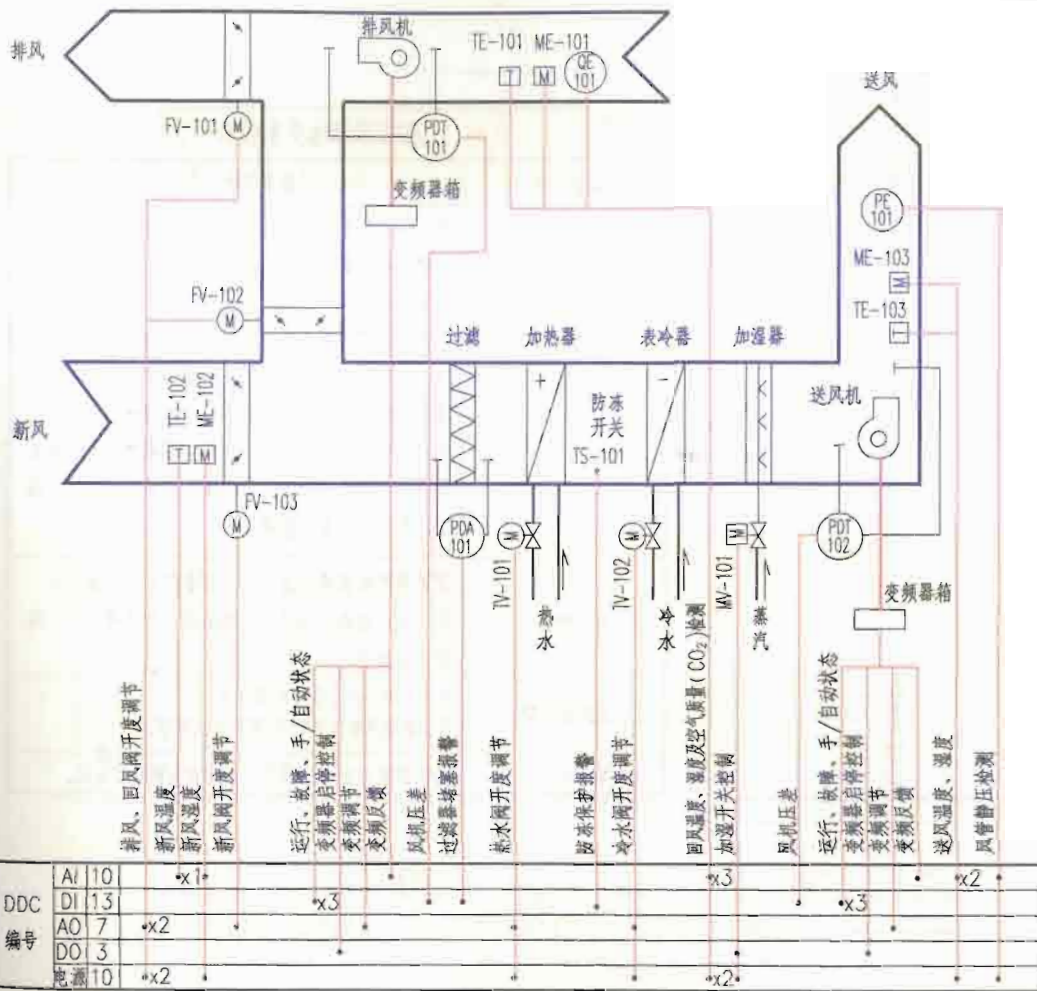 排风
排风机
TE-101 ME-101
T
M
QE
101
送风
FV-101
M
PDT
101
变频器箱
PE
101
ME-103
M
TE-103
T
FV-102
M
过滤
加热器
表冷器
加湿器
送风机
新风
TE-102
ME-102
T
M
+
防冻
开关
TS-101
-
FV-103
M
PDA
101
M
TV-101
热水
M
TV-102
冷水
M
MV-101
蒸汽
PDT
102
变频器箱
排风、回风阀开度调节
新风温度
新风湿度
新风阀开度调节
运行、故障、手/自动状态
变频器启停控制
变频调节
变频反馈
风机压差
过滤器堵塞报警
热水阀开度调节
防冻保护报警
冷水阀开度调节
回风温度、湿度及空气质量(CO₂)检测
加湿开关控制
风机压差
运行、故障、手/自动状态
变频器启停控制
变频调节
变频反馈
送风温度、湿度
风管静压检测
DDC
编号
AI 10 x1 x3 x2
DI 13 x3 x3
AO 7 x2
DO 3
电源 10 x2 x2